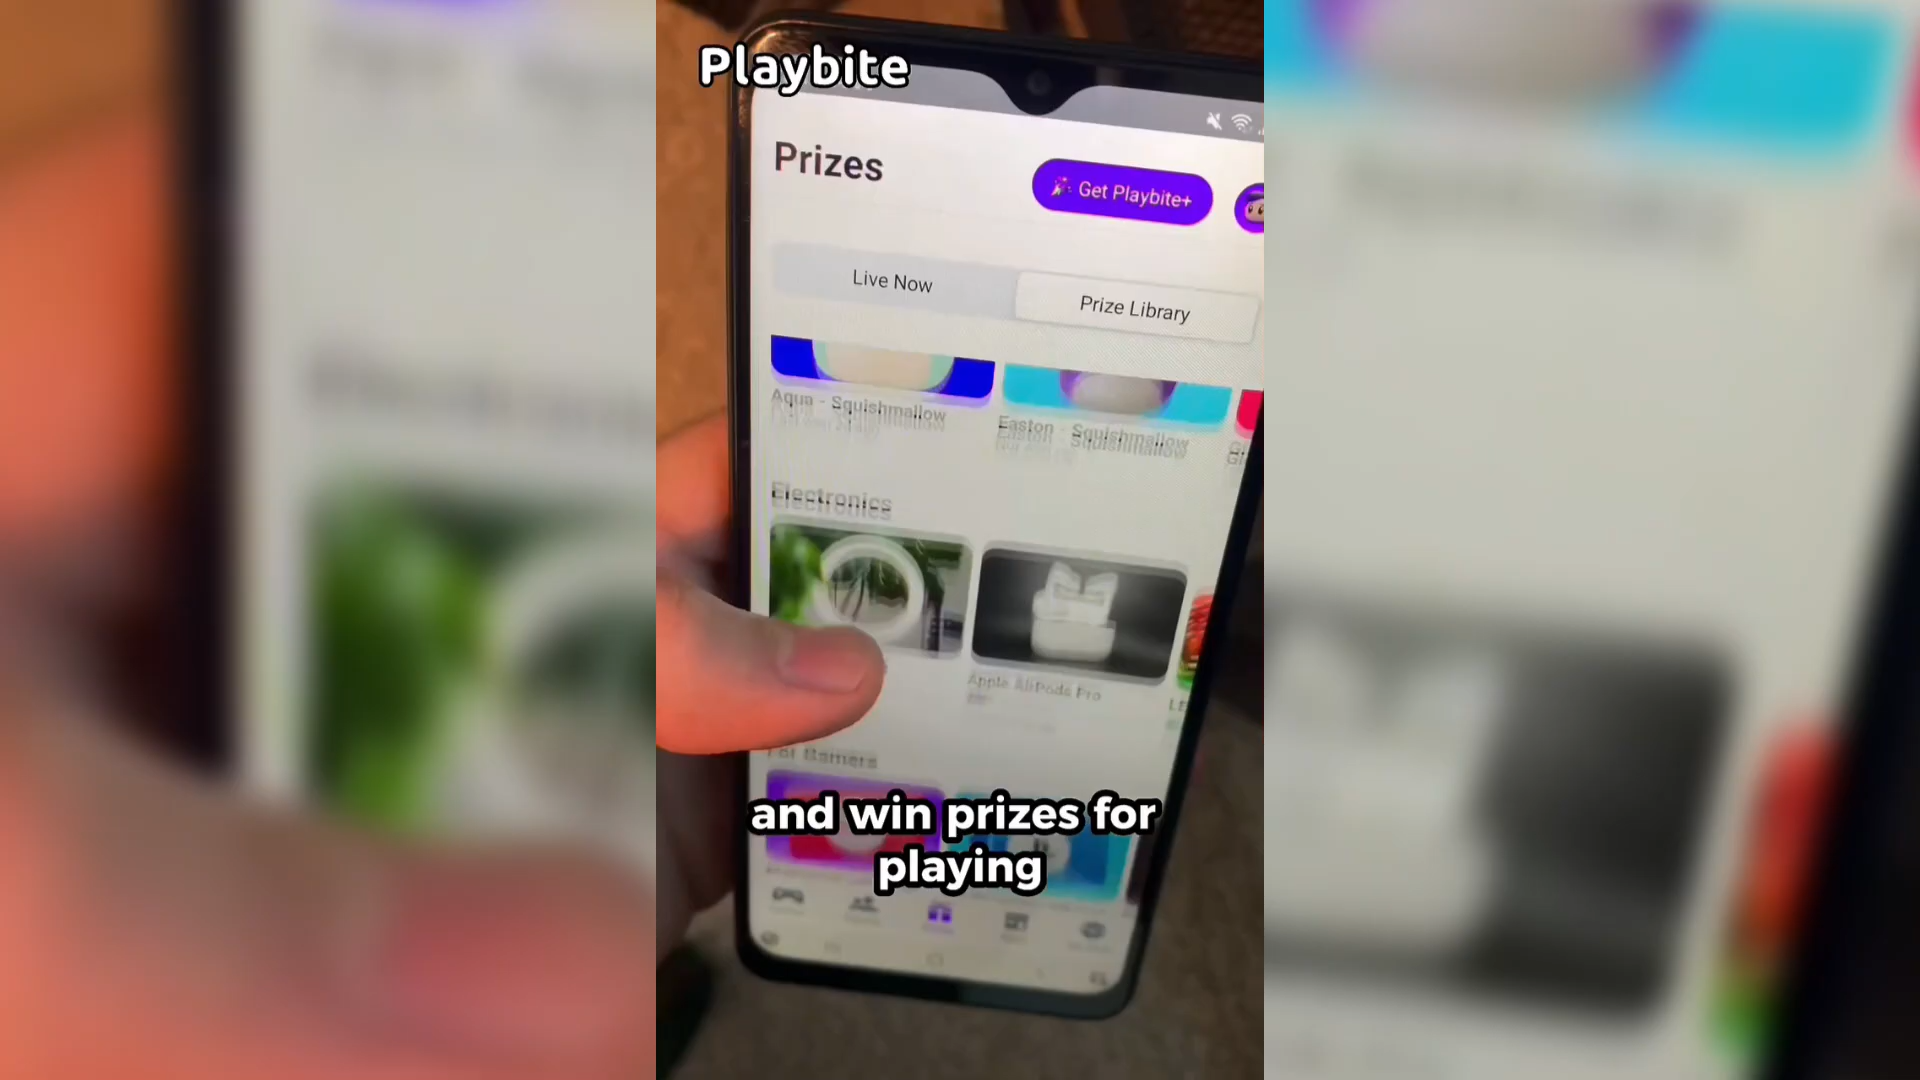 Playbite
Prizes
Get Playbite+
Live Now
Prize Library
Aqua - Squishmallow
Easton - Squishmallow
Electronics
Apple AirPods Pro
and win prizes for
playing